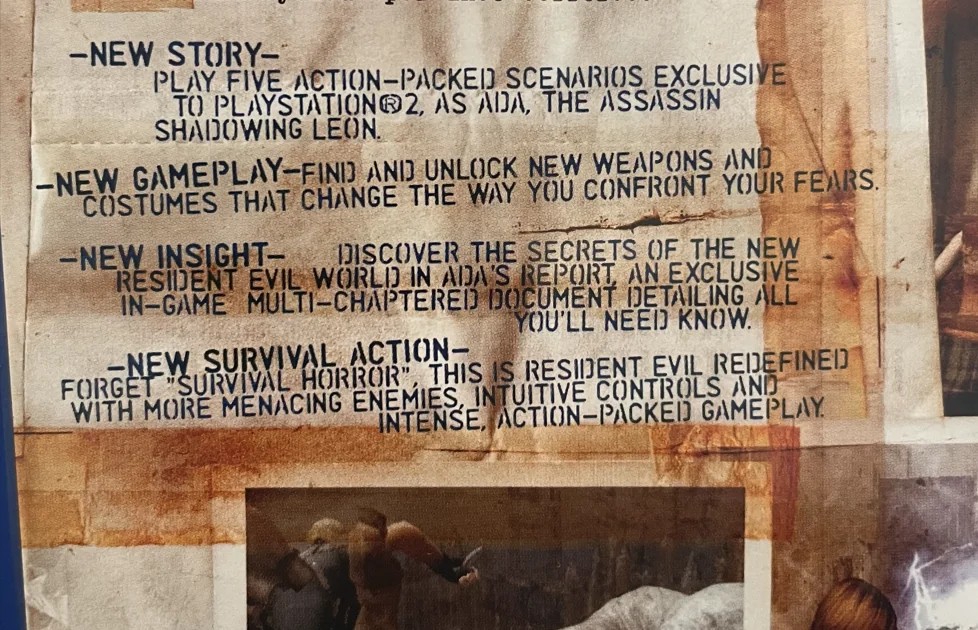 -NEW STORY-
PLAY FIVE ACTION-PACKED SCENARIOS EXCLUSIVE
TO PLAYSTATION®2, AS ADA, THE ASSASSIN
SHADOWING LEON.
-NEW GAMEPLAY-FIND AND UNLOCK NEW WEAPONS AND
COSTUMES THAT CHANGE THE WAY YOU CONFRONT YOUR FEARS.
-NEW INSIGHT- DISCOVER THE SECRETS OF THE NEW
RESIDENT EVIL WORLD IN ADA'S REPORT, AN EXCLUSIVE
IN-GAME MULTI-CHAPTERED DOCUMENT DETAILING ALL
YOU'LL NEED KNOW.
-NEW SURVIVAL ACTION-
FORGET "SURVIVAL HORROR", THIS IS RESIDENT EVIL REDEFINED
WITH MORE MENACING ENEMIES, INTUITIVE CONTROLS AND
INTENSE, ACTION-PACKED GAMEPLAY.